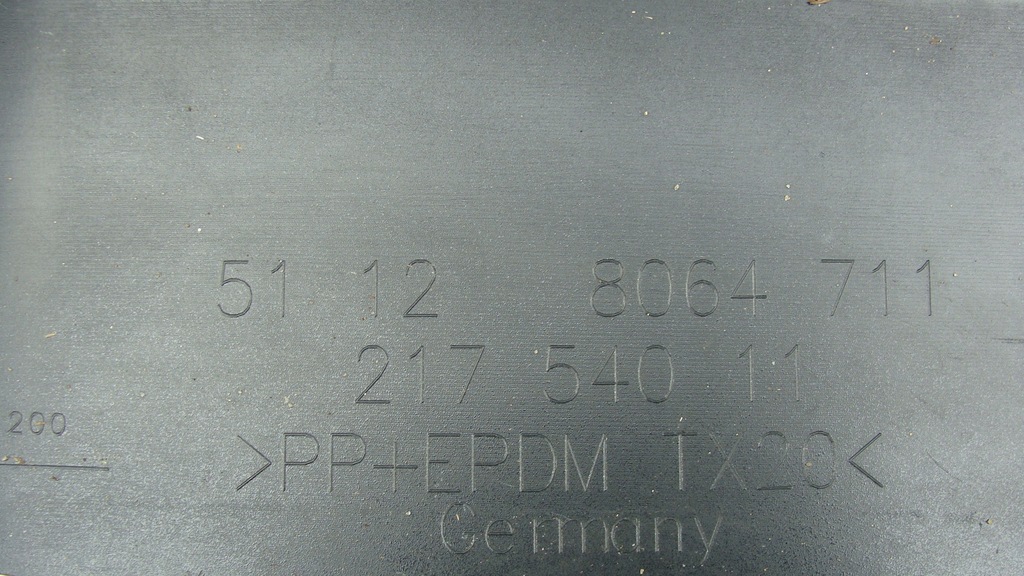 51 12 8064 711
217 540 11
200
>PP+EPDM TX20<
Germany